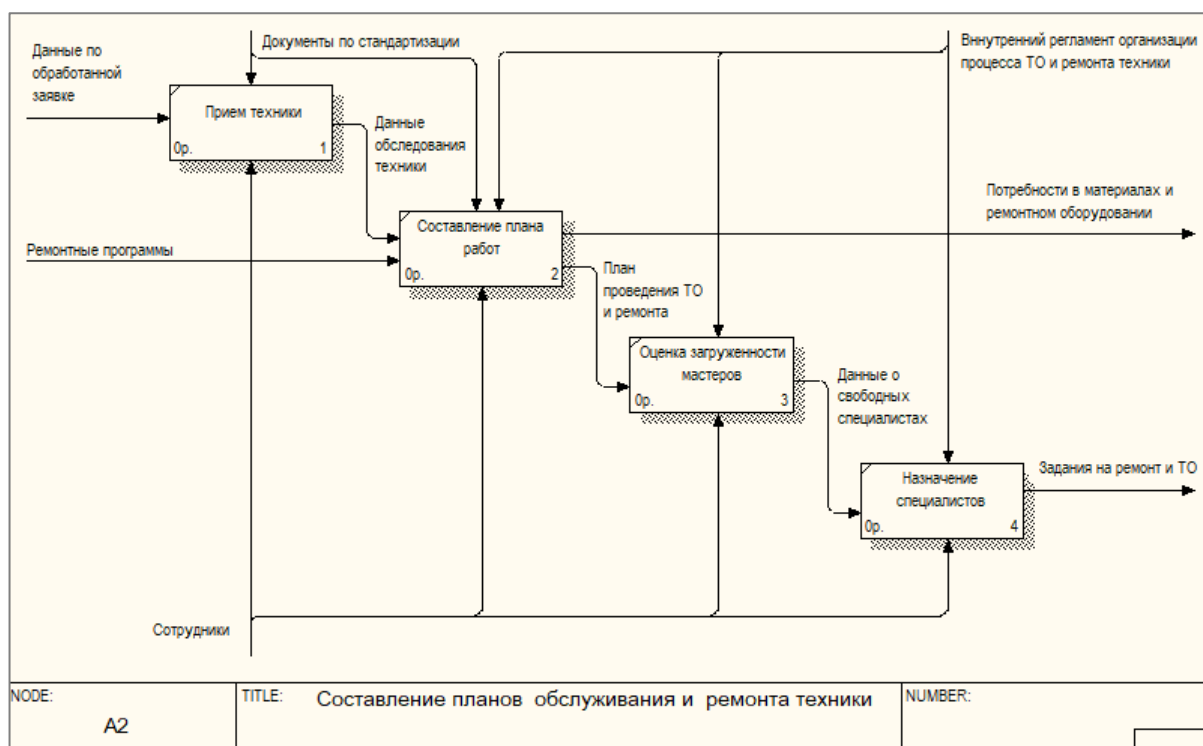 Данные по
обработанной
заявке
Документы по стандартизации
Вннутренний регламент организации
процесса ТО и ремонта техники
Прием техники
0р.
1
Данные
обследования
техники
Потребности в материалах и
ремонтном оборудовании
Ремонтные программы
Составление плана
работ
0р.
2
План
проведения ТО
и ремонта
Оценка загруженности
мастеров
0р.
3
Данные о
свободных
специалистах
Назначение
специалистов
0р.
4
Задания на ремонт и ТО
Сотрудники
NODE:
A2
TITLE:
Составление планов обслуживания и ремонта техники
NUMBER: